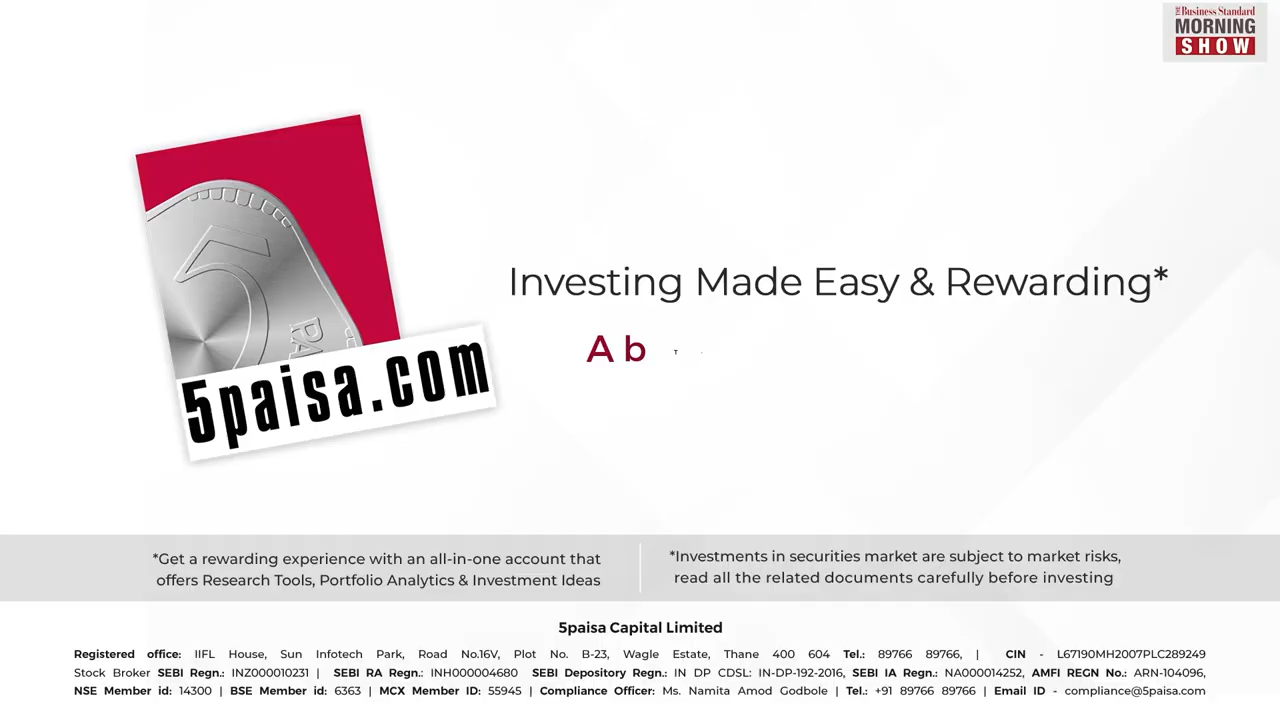 THE Business Standard
MORNING
SHOW
5
PA
5paisa.com
Investing Made Easy & Rewarding*
A b
*Get a rewarding experience with an all-in-one account that
offers Research Tools, Portfolio Analytics & Investment Ideas
*Investments in securities market are subject to market risks,
read all the related documents carefully before investing
5paisa Capital Limited
Registered office: IIFL House, Sun Infotech Park, Road No.16V, Plot No. B-23, Wagle Estate, Thane 400 604 Tel.: 89766 89766, | CIN - L67190MH2007PLC289249
Stock Broker SEBI Regn.: INZ000010231 | SEBI RA Regn.: INH000004680 SEBI Depository Regn.: IN DP CDSL: IN-DP-192-2016, SEBI IA Regn.: NA000014252, AMFI REGN No.: ARN-104096,
NSE Member id: 14300 | BSE Member id: 6363 | MCX Member ID: 55945 | Compliance Officer: Ms. Namita Amod Godbole | Tel.: +91 89766 89766 | Email ID - compliance@5paisa.com